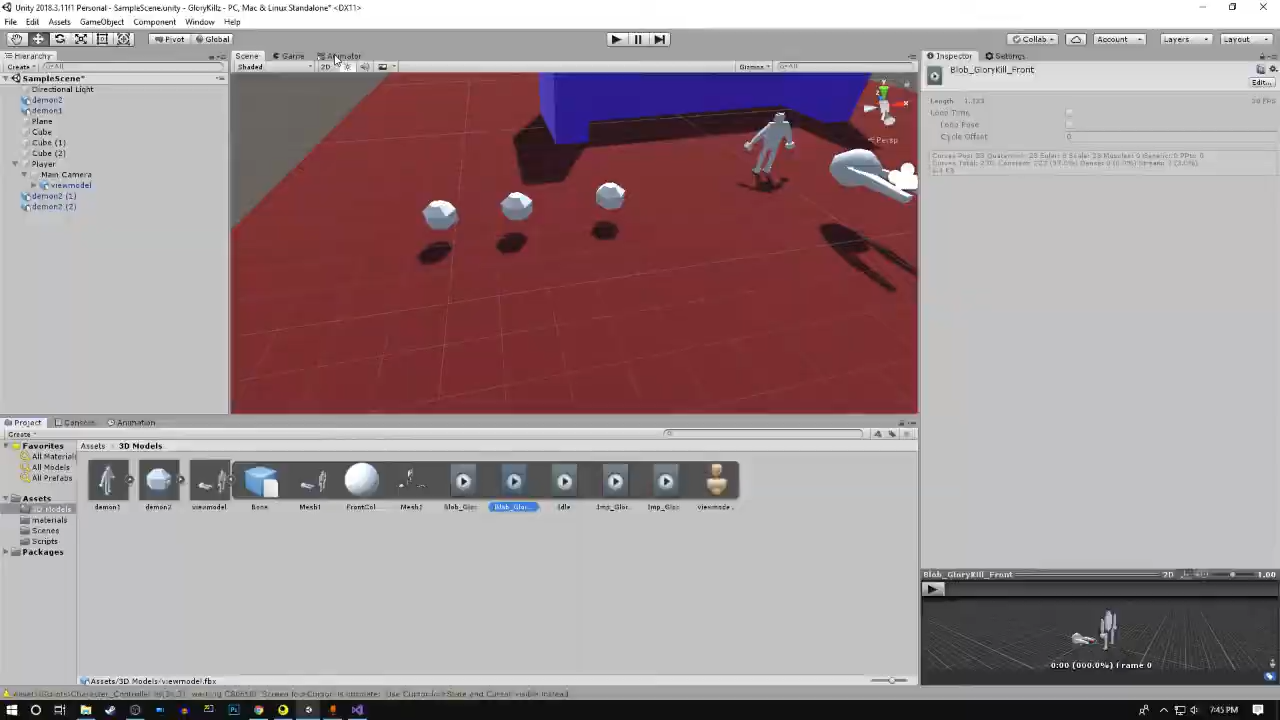 Unity 2018.3.11f1 Personal - SampleScene.unity - GloryKillz - PC, Mac & Linux Standalone* <DX11>
File Edit Assets GameObject Component Window Help
Pivot Global
Collab Account Layers Layout
Hierarchy
Create All
SampleScene*
Directional Light
demon2
demon1
Plane
Cube
Cube (1)
Cube (2)
Player
Main Camera
viewmodel
demon2 (1)
demon2 (2)
Scene Game Animator
Shaded 2D Gizmos All
y
x
z
Persp
Inspector Settings
Blob_GloryKill_Front
Edit...
Length
Loop Time
Loop Pose
Cycle Offset 0
Project Console Animation
Create
Favorites
All Material
All Models
All Prefabs
Assets
3D Models
materials
Scenes
Scripts
Packages
Assets 3D Models
demon1 demon2 viewmodel Bone Mesh1 FrontCol Mesh1 Blob_Glor Blob_Glor... Idle Imp_Glor Imp_Glor viewmode.
Assets/3D Models/viewmodel.fbx
Blob_GloryKill_Front 2D 1.00
0:00 (000.0%) Frame 0
7:45 PM